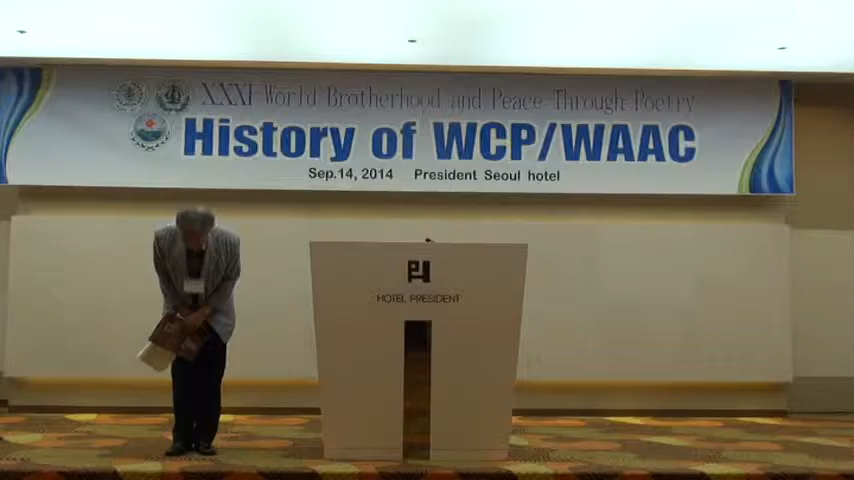 XXXI World Brotherhood and Peace Through Poetry
History of WCP/WAAC
Sep.14, 2014 President Seoul hotel
HOTEL PRESIDENT